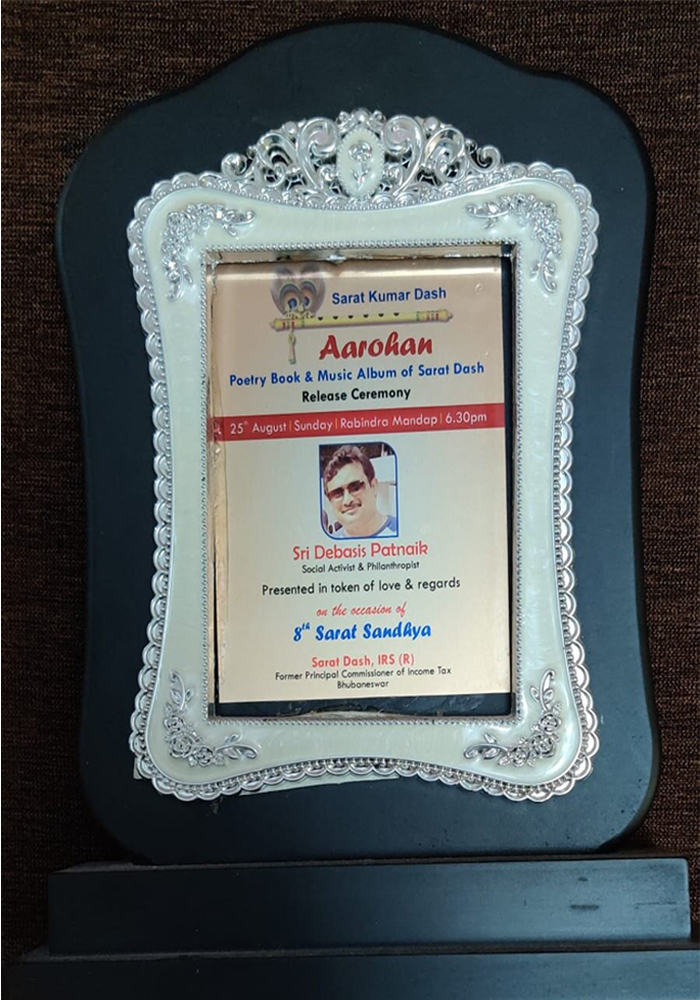 Sarat Kumar Dash
Aarohan
Poetry Book & Music Album of Sarat Dash
Release Ceremony
25th August | Sunday | Rabindra Mandap | 6.30pm
Sri Debasis Patnaik
Social Activist & Philanthropist
Presented in token of love & regards
on the occasion of
8th Sarat Sandhya
Sarat Dash, IRS (R)
Former Principal Commissioner of Income Tax
Bhubaneswar